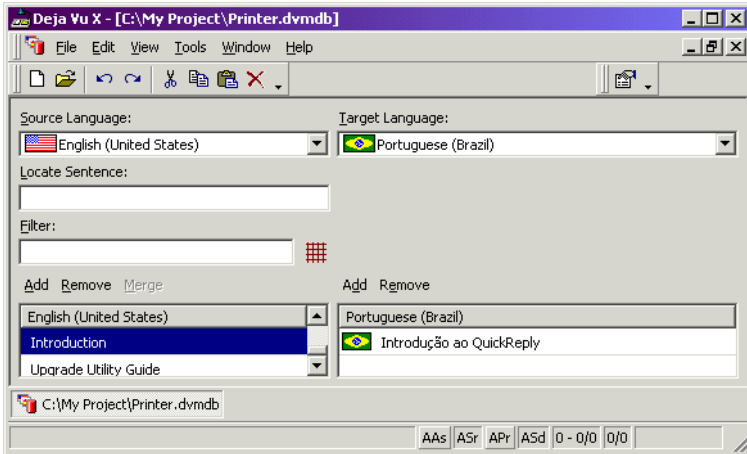 Deja Vu X - [C:\My Project\Printer.dvmdb]
File Edit View Tools Window Help
Source Language: Target Language:
English (United States) Portuguese (Brazil)
Locate Sentence:
Filter:
Add Remove Merge Add Remove
English (United States) Portuguese (Brazil)
Introduction Introdução ao QuickReply
Upgrade Utility Guide
C:\My Project\Printer.dvmdb
AAs ASr APr ASd 0 - 0/0 0/0